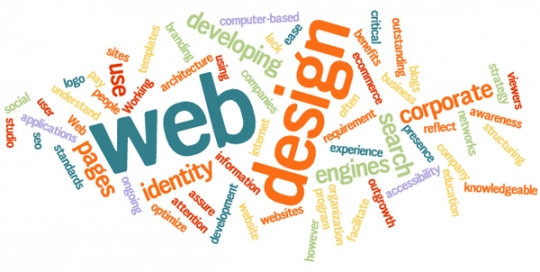 social
studio
user
seo
logo
applications
standards
understand
Web
pay
people
pages
sites
use
templates
Working
branding
architecture
using
web
ongoing
optimize
identity
assure
attention
development
information
website
websites
computer-based
developing
lack
ease
companies
internet
design
often
requirement
experience
engines
however
program
organization
facilitate
outgrowth
critical
benefits
ecommerce
business
outstanding
blogs
search
presence
accessibility
corporate
reflect
company
education
networks
strategy
viewers
awareness
structuring
knowledgeable